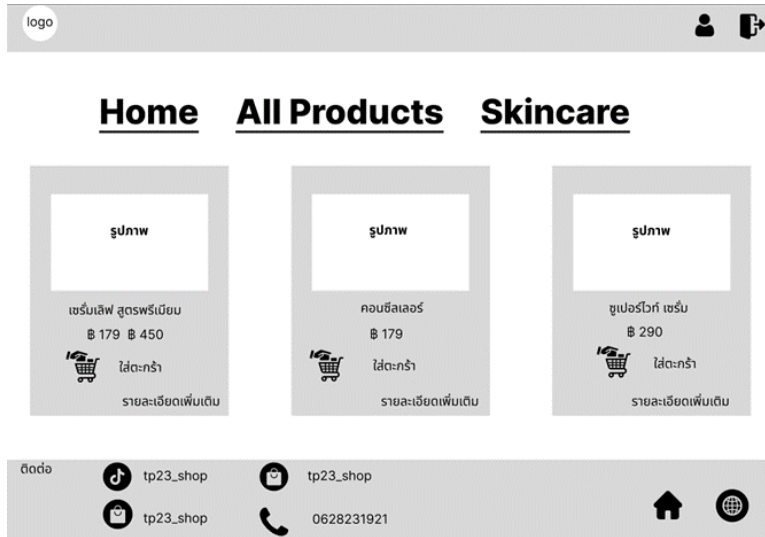 logo
Home All Products Skincare
รูปภาพ รูปภาพ รูปภาพ
เซรั่มเลิฟ สูตรพรีเมียม คอนซีลเลอร์ ซูเปอร์ไวท์ เซรั่ม
฿ 179 ฿ 450 ฿ 179 ฿ 290
ใส่ตะกร้า ใส่ตะกร้า ใส่ตะกร้า
รายละเอียดเพิ่มเติม รายละเอียดเพิ่มเติม รายละเอียดเพิ่มเติม
ติดต่อ
tp23_shop tp23_shop
tp23_shop 0628231921